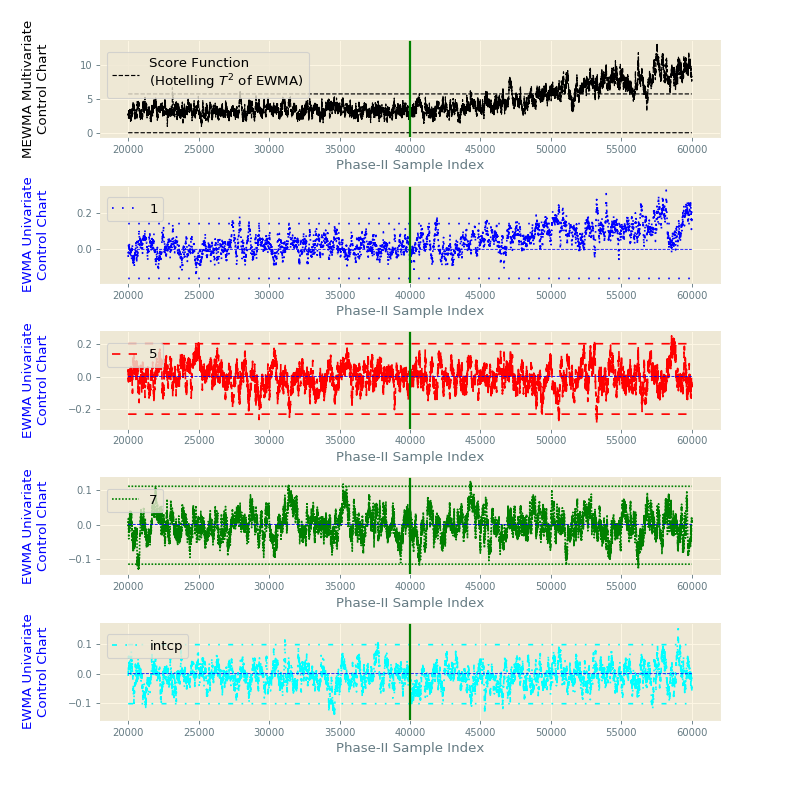 MEWMA Multivariate
Control Chart
10
5
0
Score Function
(Hotelling T² of EWMA)
20000 25000 30000 35000 40000 45000 50000 55000 60000
Phase-II Sample Index
EWMA Univariate
Control Chart
0.2
0.0
1
20000 25000 30000 35000 40000 45000 50000 55000 60000
Phase-II Sample Index
EWMA Univariate
Control Chart
0.2
0.0
−0.2
5
20000 25000 30000 35000 40000 45000 50000 55000 60000
Phase-II Sample Index
EWMA Univariate
Control Chart
0.1
0.0
−0.1
7
20000 25000 30000 35000 40000 45000 50000 55000 60000
Phase-II Sample Index
EWMA Univariate
Control Chart
0.1
0.0
−0.1
intcp
20000 25000 30000 35000 40000 45000 50000 55000 60000
Phase-II Sample Index